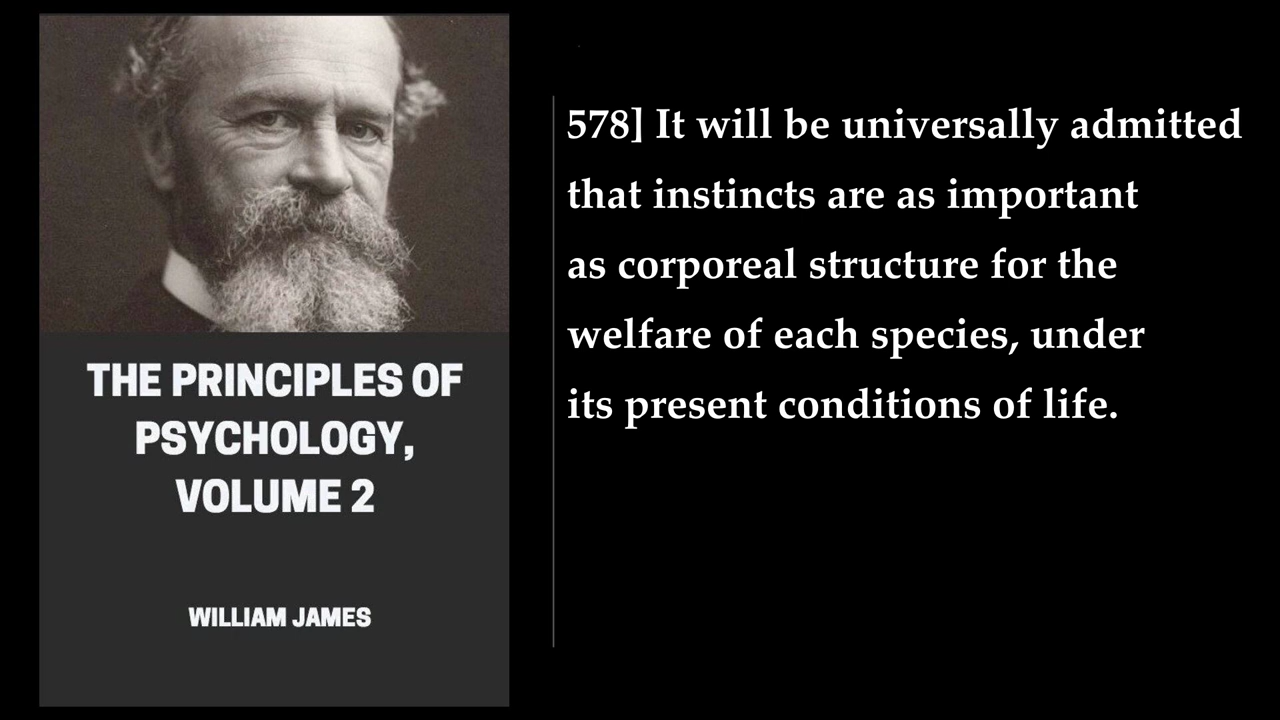 THE PRINCIPLES OF
PSYCHOLOGY,
VOLUME 2
WILLIAM JAMES
578] It will be universally admitted
that instincts are as important
as corporeal structure for the
welfare of each species, under
its present conditions of life.